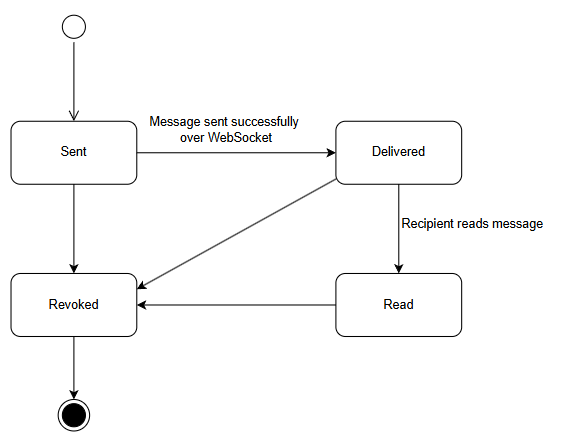 Message sent successfully
over WebSocket
Sent
Delivered
Recipient reads message
Revoked
Read